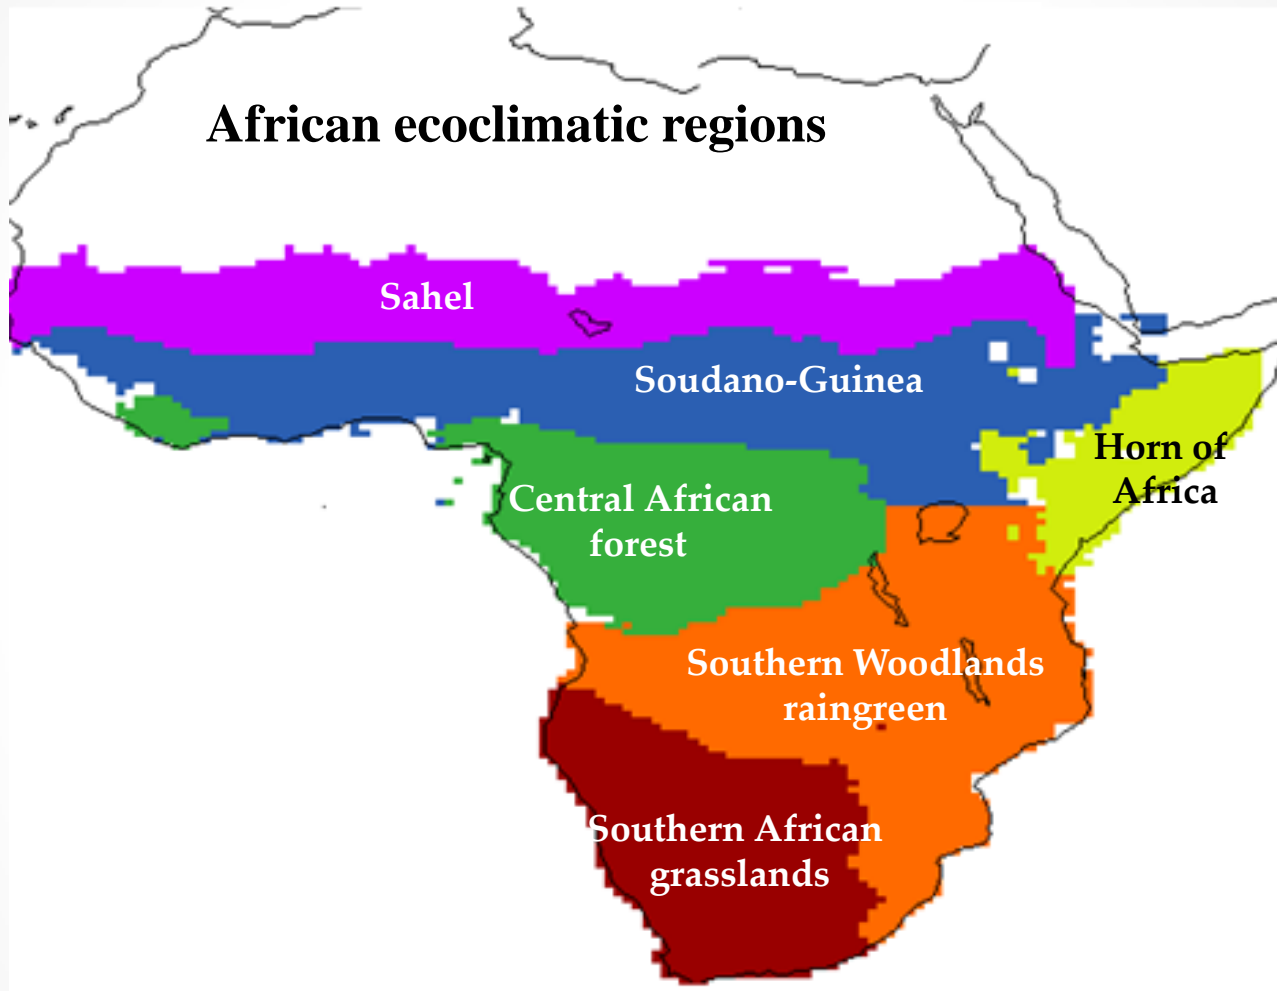 African ecoclimatic regions
Sahel
Soudano-Guinea
Horn of
Africa
Central African
forest
Southern Woodlands
raingreen
Southern African
grasslands